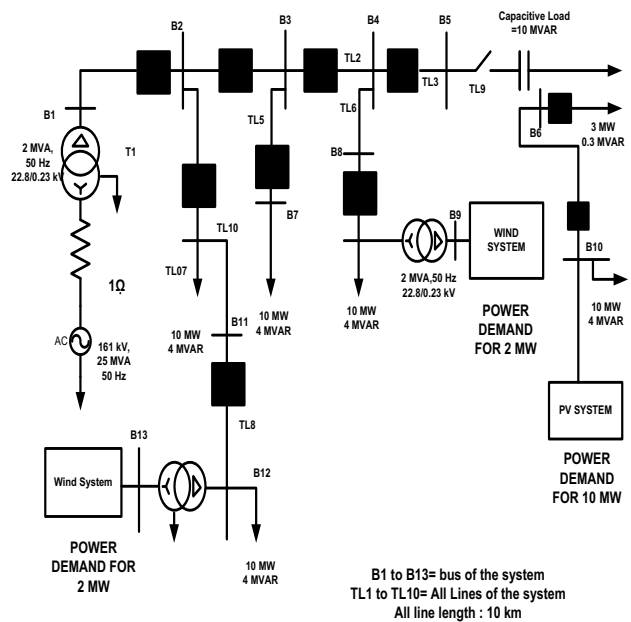 Capacitive Load
=10 MVAR
B2
B3
B4
B5
TL2
TL3
TL9
B1
TL5
TL6
B6
3 MW
0.3 MVAR
2 MVA,
50 Hz
22.8/0.23 kV
T1
B8
B7
B9
WIND
SYSTEM
2 MVA,50 Hz
22.8/0.23 kV
B10
TL10
TL07
1Ω
10 MW
4 MVAR
10 MW
4 MVAR
10 MW
4 MVAR
10 MW
4 MVAR
POWER
DEMAND
FOR 2 MW
AC
161 kV,
25 MVA
50 Hz
B11
PV SYSTEM
TL8
POWER
DEMAND
FOR 10 MW
B13
B12
Wind System
POWER
DEMAND FOR
2 MW
10 MW
4 MVAR
B1 to B13= bus of the system
TL1 to TL10= All Lines of the system
All line length : 10 km